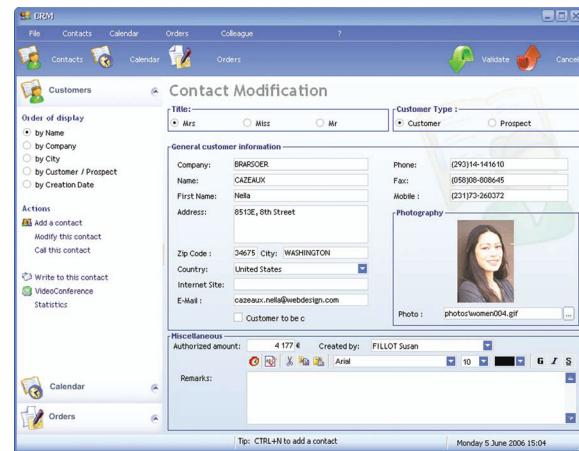 CRM
File Contacts Calendar Orders Colleague ?
Contacts Calendar Orders Validate Cancel
Customers
Order of display
by Name
by Company
by City
by Customer / Prospect
by Creation Date
Actions
Add a contact
Modify this contact
Call this contact
Write to this contact
VideoConference
Statistics
Calendar
Orders
Contact Modification
Title:
Mrs Miss Mr
Customer Type :
Customer Prospect
General customer information
Company: BRARSOER
Name: CAZEAUX
First Name: Nella
Address: 8513E, 8th Street
Zip Code : 34675 City: WASHINGTON
Country: United States
Internet Site:
E-Mail : cazeaux.nella@webdesign.com
Customer to be c
Phone: (293)14-141610
Fax: (058)08-808645
Mobile : (231)73-260372
Photography
Photo : photos\women004.gif ...
Miscellaneous
Authorized amount: 4 177 € Created by: FILLOT Susan
Arial 10 G I S
Remarks:
Tip: CTRL+N to add a contact
Monday 5 June 2006 15:04